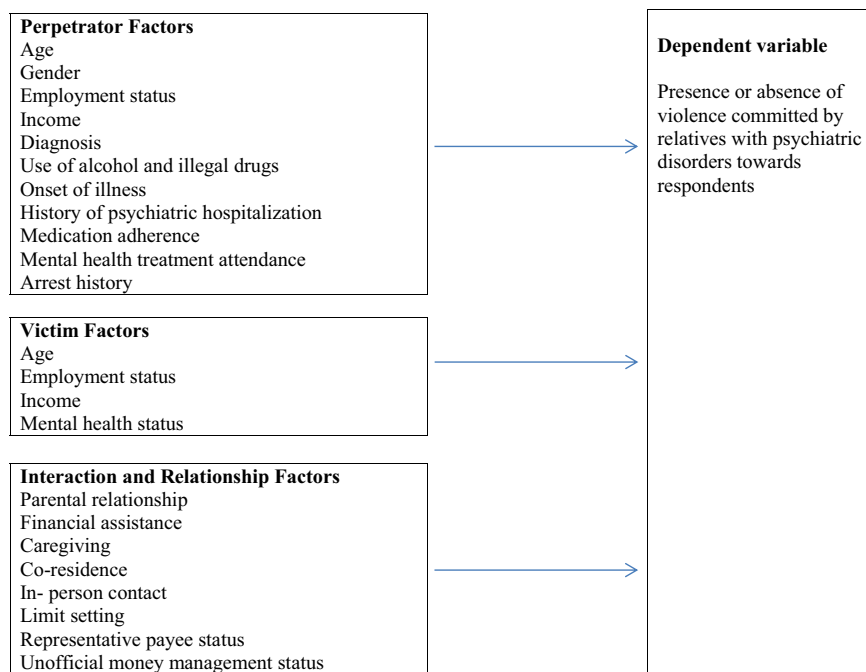 Perpetrator Factors
Age
Gender
Employment status
Income
Diagnosis
Use of alcohol and illegal drugs
Onset of illness
History of psychiatric hospitalization
Medication adherence
Mental health treatment attendance
Arrest history
Victim Factors
Age
Employment status
Income
Mental health status
Interaction and Relationship Factors
Parental relationship
Financial assistance
Caregiving
Co-residence
In- person contact
Limit setting
Representative payee status
Unofficial money management status
Dependent variable
Presence or absence of
violence committed by
relatives with psychiatric
disorders towards
respondents